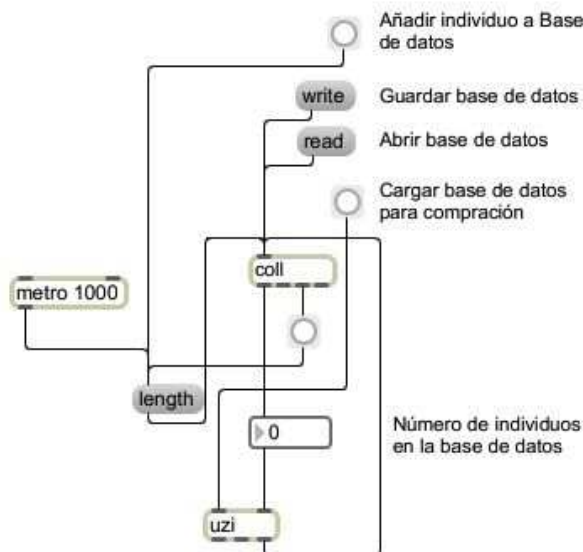 Añadir individuo a Base
de datos
write
Guardar base de datos
read
Abrir base de datos
Cargar base de datos
para compración
coll
metro 1000
length
0
Número de individuos
en la base de datos
uzi